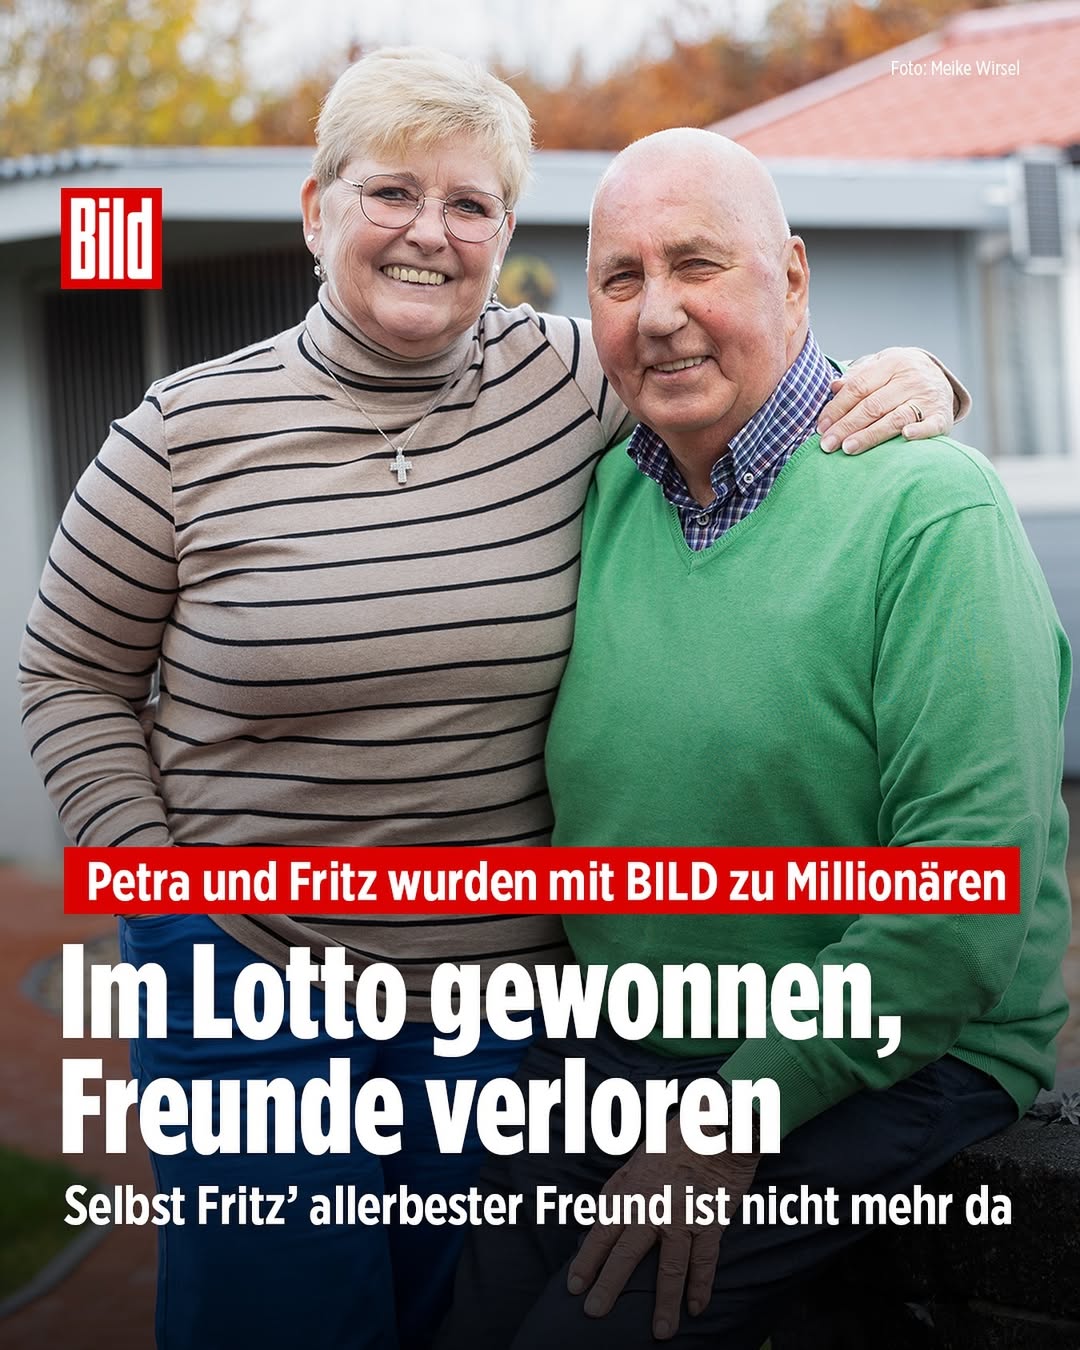 Foto: Meike Wirsel
Bild
Petra und Fritz wurden mit BILD zu Millionären
Im Lotto gewonnen,
Freunde verloren
Selbst Fritz’ allerbester Freund ist nicht mehr da